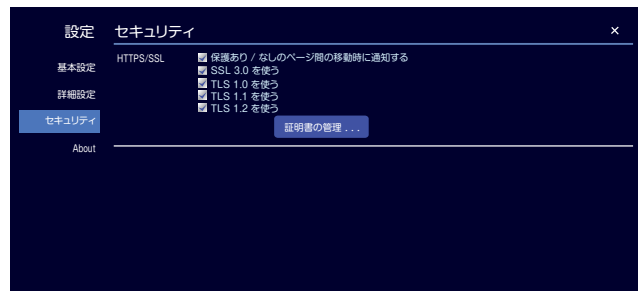 設定
セキュリティ ×
基本設定
詳細設定
セキュリティ
About
HTTPS/SSL
保護あり / なしのページ間の移動時に通知する
SSL 3.0 を使う
TLS 1.0 を使う
TLS 1.1 を使う
TLS 1.2 を使う
証明書の管理 . . .